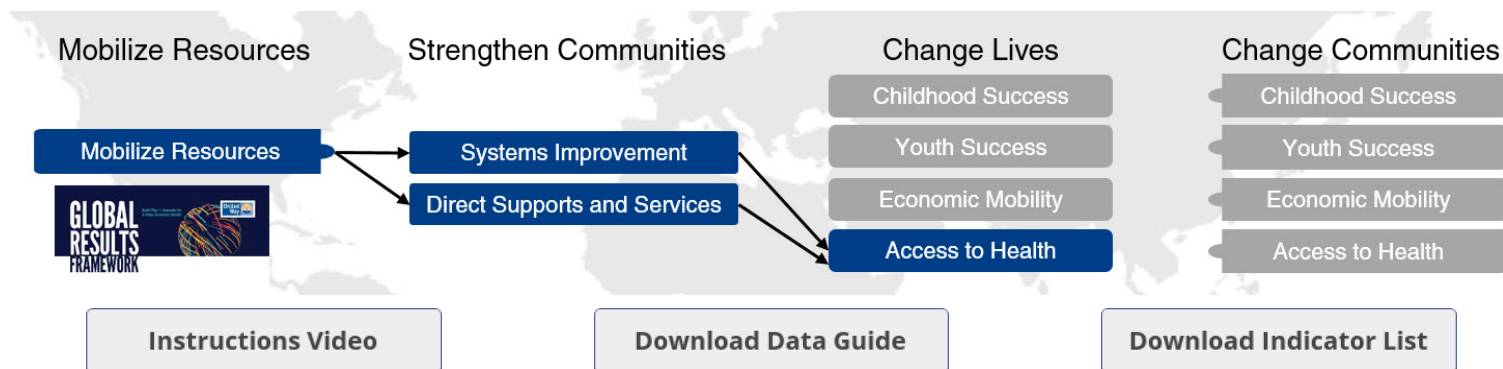 Mobilize Resources
Strengthen Communities
Change Lives
Change Communities
Mobilize Resources
Systems Improvement
Direct Supports and Services
Childhood Success
Youth Success
Economic Mobility
Access to Health
Childhood Success
Youth Success
Economic Mobility
Access to Health
GLOBAL
RESULTS
FRAMEWORK
United
Way
Instructions Video
Download Data Guide
Download Indicator List